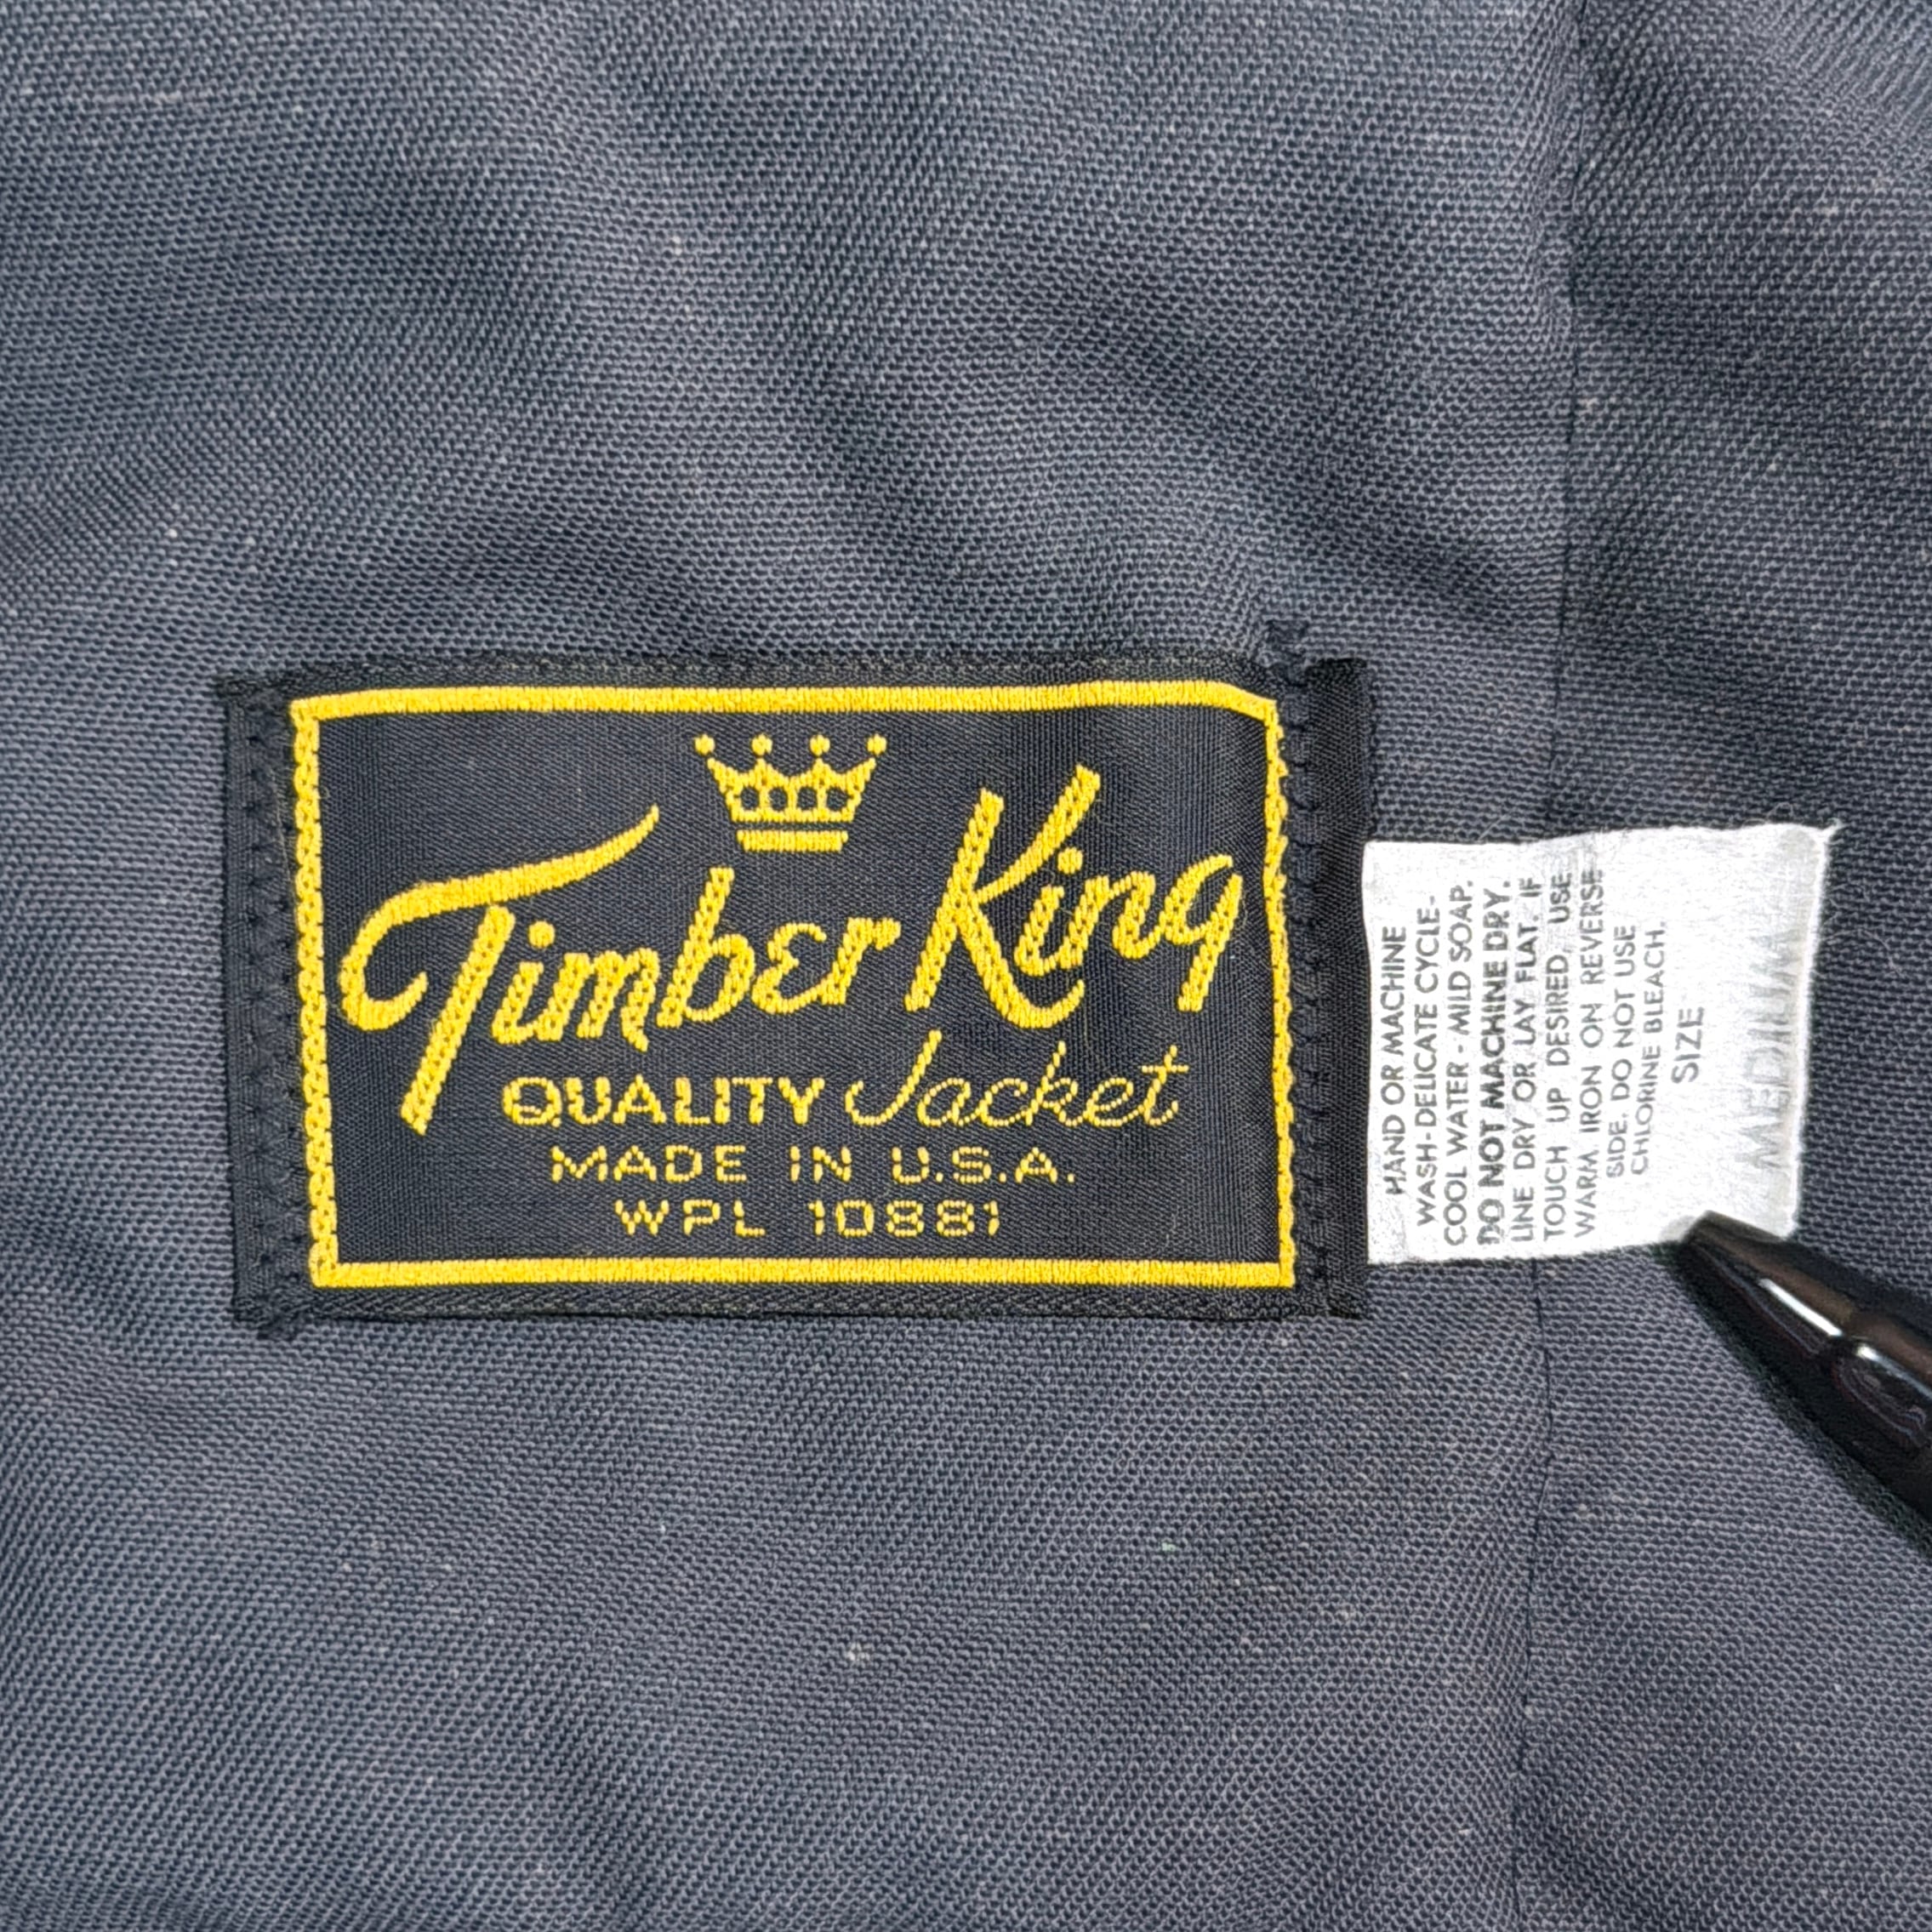 Timber King
QUALITY Jacket
MADE IN U.S.A.
WPL 10881
HAND OR MACHINE
WASH-DELICATE CYCLE-
COOL WATER - MILD SOAP.
DO NOT MACHINE DRY.
LINE DRY OR LAY FLAT. IF
TOUCH UP DESIRED, USE
WARM IRON ON REVERSE
SIDE. DO NOT USE
CHLORINE BLEACH.
SIZE
MEDIUM